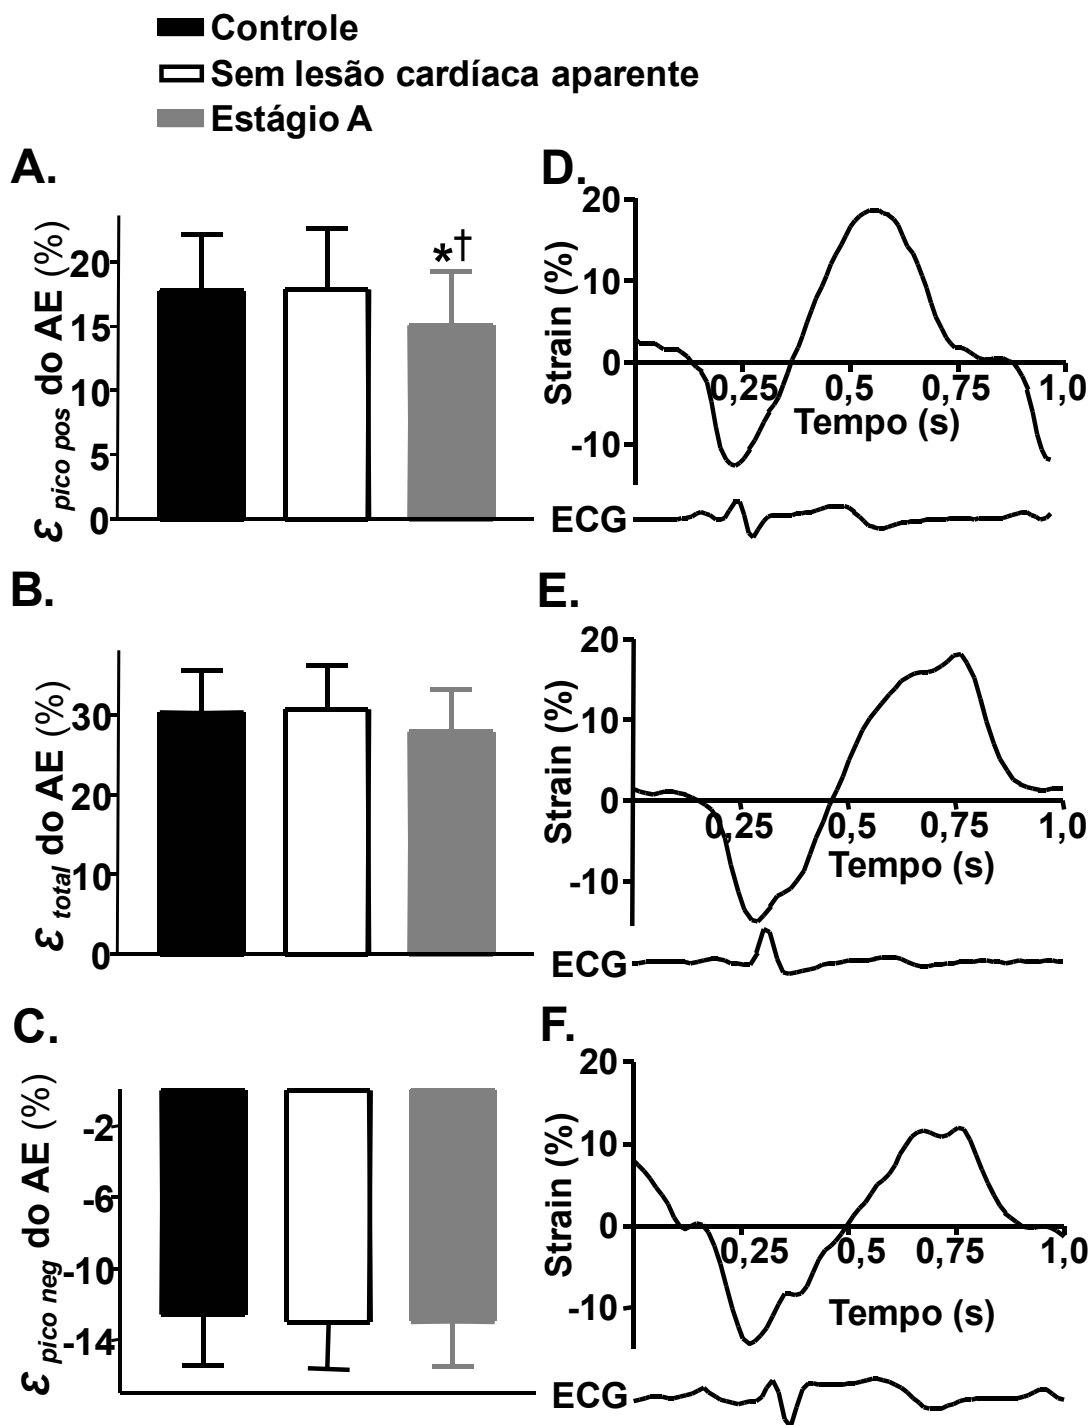 Controle
Sem lesão cardíaca aparente
Estágio A
A.
ε pico pos do AE (%)
20
15
10
5
0
*†
D.
Strain (%)
20
10
0
-10
0,25
0,5
0,75
1,0
Tempo (s)
ECG
B.
ε total do AE (%)
30
20
10
0
E.
Strain (%)
20
10
0
-10
0,25
0,5
0,75
1,0
Tempo (s)
ECG
C.
ε pico neg do AE (%)
-2
-6
-10
-14
F.
Strain (%)
20
10
0
-10
0,25
0,5
0,75
1,0
Tempo (s)
ECG